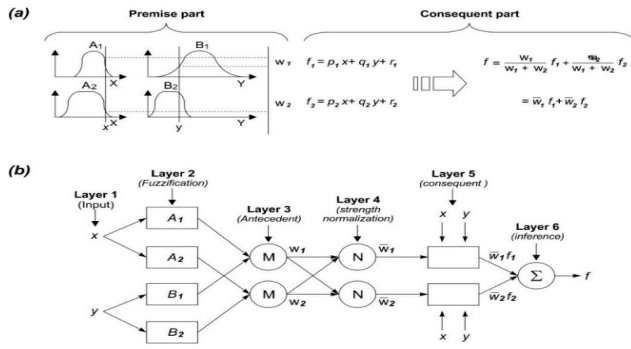 (a)
Premise part
Consequent part
A₁
B₁
X
Y
w₁
f₁ = p₁ x + q₁ y + r₁
f = w₁ / (w₁ + w₂) f₁ + / (w₁ + w₂) f₂
A₂
B₂
X
Y
x
y
w₂
f₂ = p₂ x + q₂ y + r₂
= w̅₁ f₁ + w̅₂ f₂
(b)
Layer 1
(Input)
Layer 2
(Fuzzification)
Layer 3
(Antecedent)
Layer 4
(strength
normalization)
Layer 5
(consequent )
Layer 6
(inference)
x
y
A₁
A₂
B₁
B₂
M
M
w₁
w₂
N
N
w̅₁
w̅₂
x y
x y
w̅₁ f₁
w̅₂ f₂
Σ
f